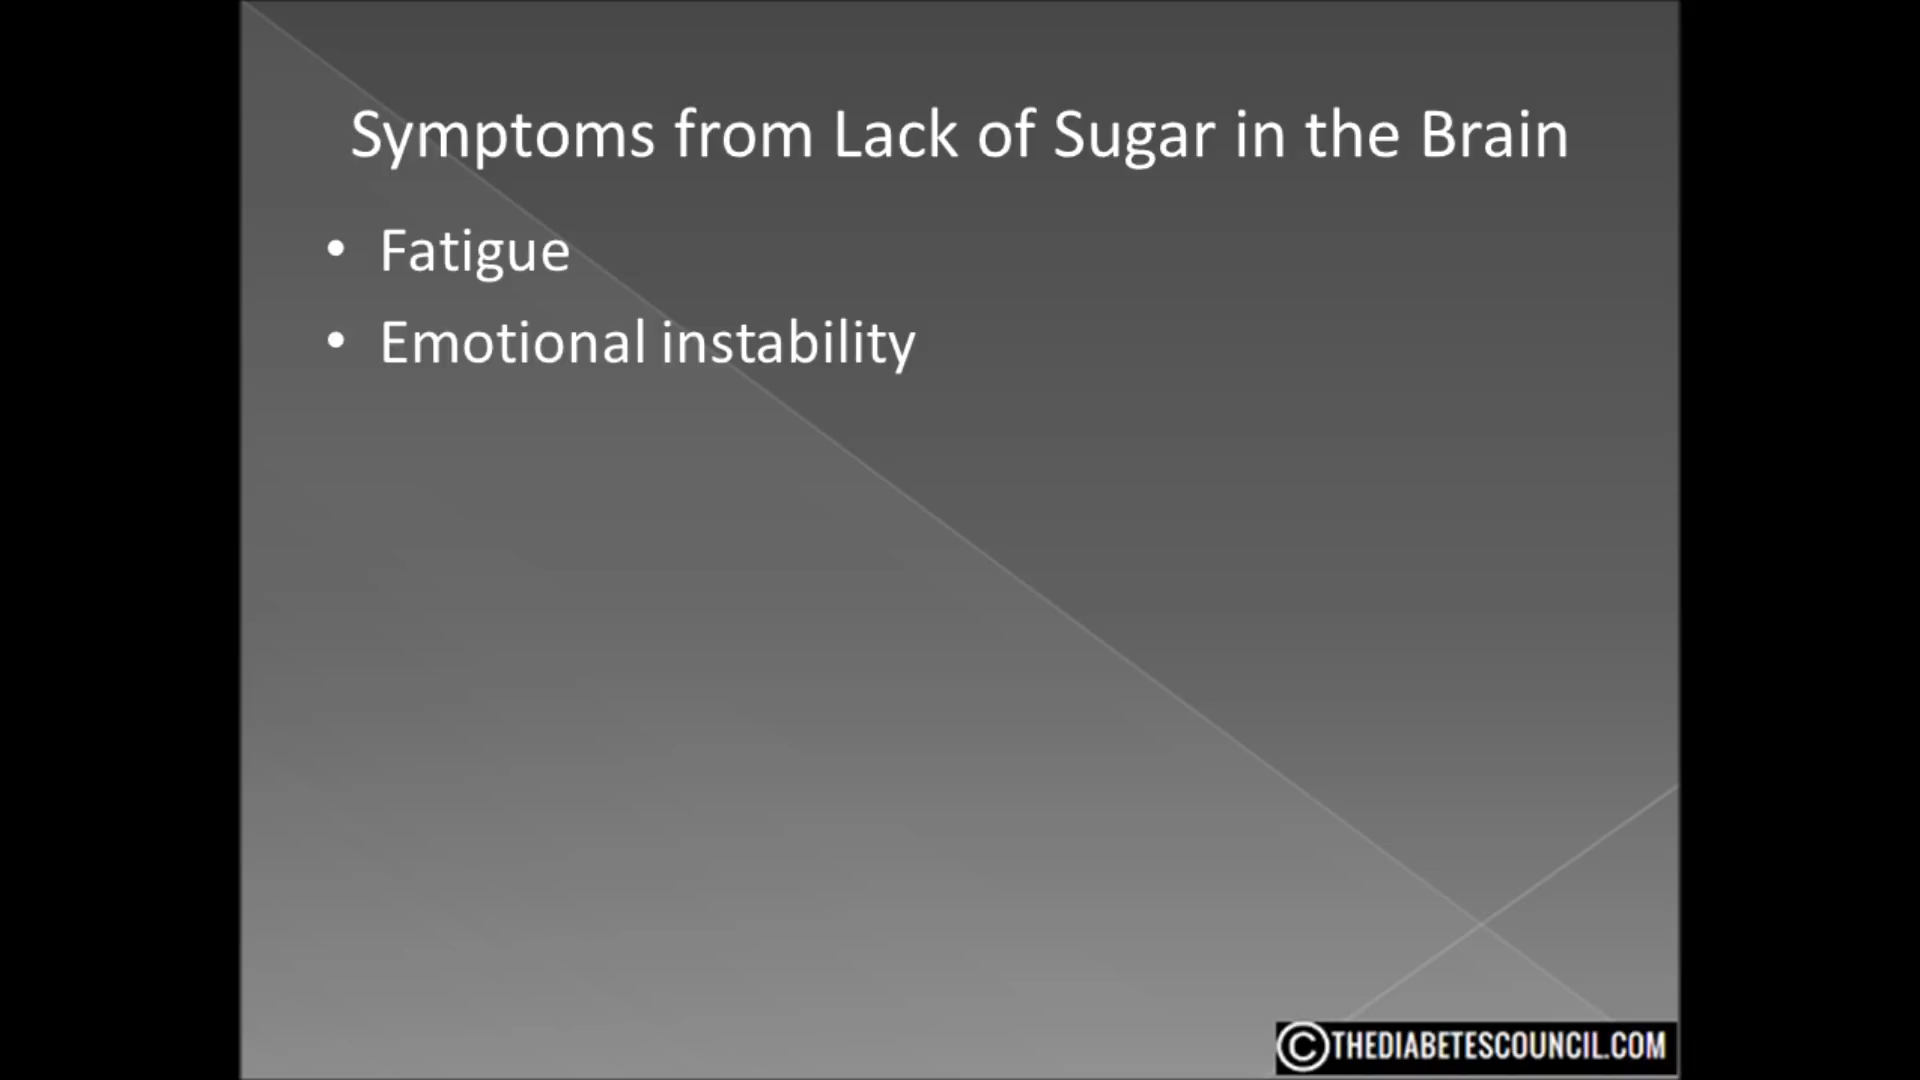 Symptoms from Lack of Sugar in the Brain
• Fatigue
• Emotional instability
©THEDIABETESCOUNCIL.COM